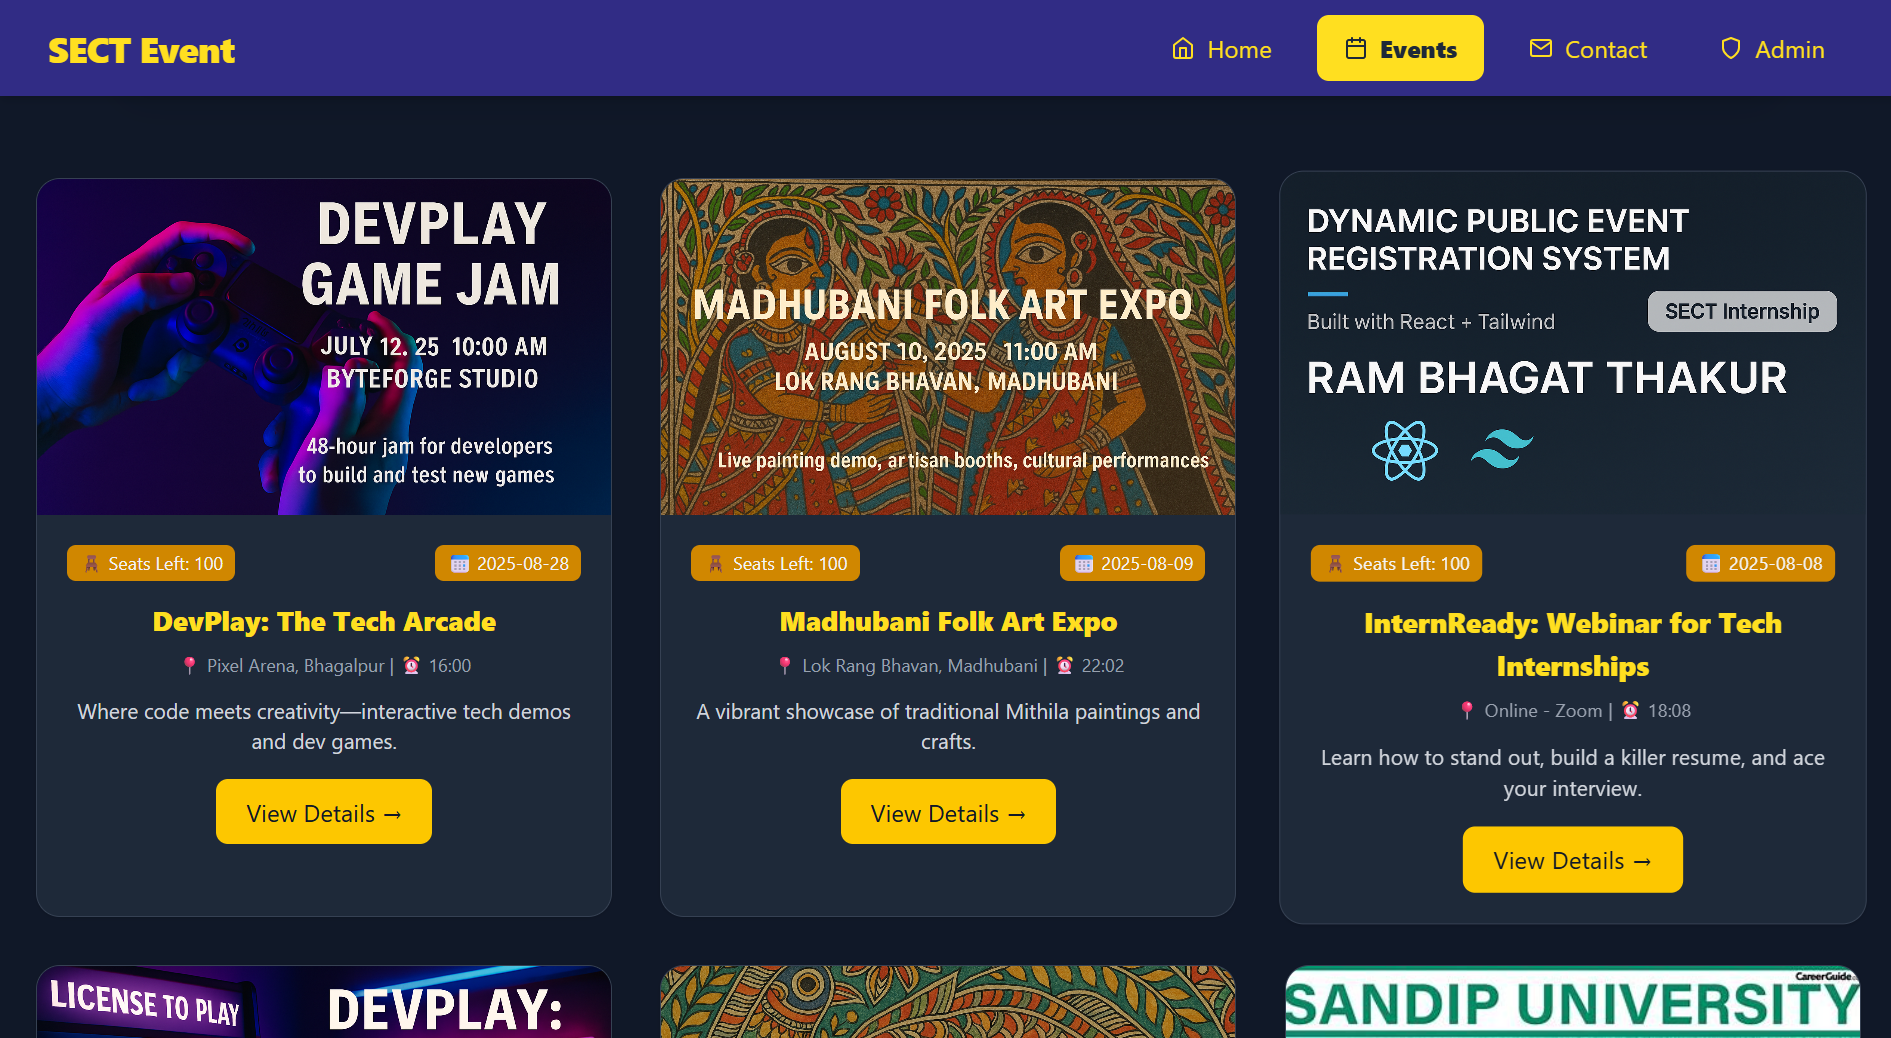 SECT Event
Home
Events
Contact
Admin
DEVPLAY
GAME JAM
JULY 12. 25 10:00 AM
BYTEFORGE STUDIO
48-hour jam for developers
to build and test new games
Seats Left: 100
2025-08-28
DevPlay: The Tech Arcade
Pixel Arena, Bhagalpur | 16:00
Where code meets creativity—interactive tech demos
and dev games.
View Details →
MADHUBANI FOLK ART EXPO
AUGUST 10, 2025 11:00 AM
LOK RANG BHAVAN, MADHUBANI
Live painting demo, artisan booths, cultural performances
Seats Left: 100
2025-08-09
Madhubani Folk Art Expo
Lok Rang Bhavan, Madhubani | 22:02
A vibrant showcase of traditional Mithila paintings and
crafts.
View Details →
DYNAMIC PUBLIC EVENT
REGISTRATION SYSTEM
Built with React + Tailwind
SECT Internship
RAM BHAGAT THAKUR
Seats Left: 100
2025-08-08
InternReady: Webinar for Tech
Internships
Online - Zoom | 18:08
Learn how to stand out, build a killer resume, and ace
your interview.
View Details →
LICENSE TO PLAY
DEVPLAY:
CareerGuide
SANDIP UNIVERSITY